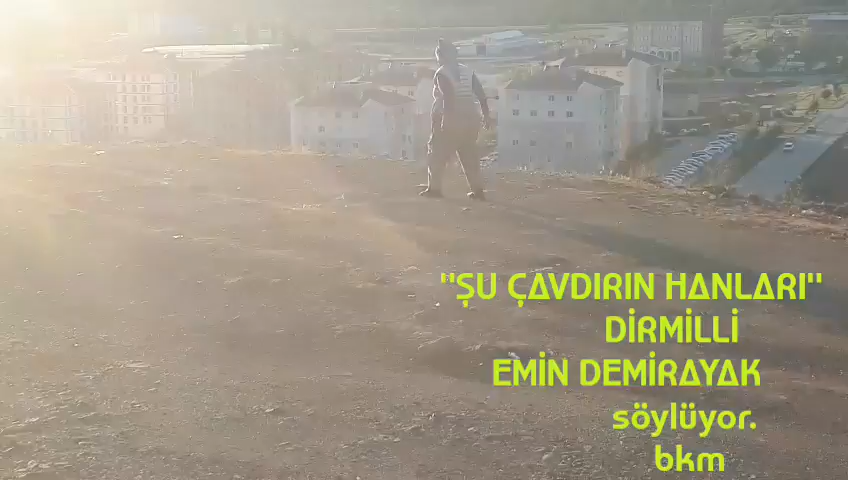 "ŞU ÇAVDIRIN HANLARI"
DİRMİLLİ
EMİN DEMİRAYAK
söylüyor.
bkm